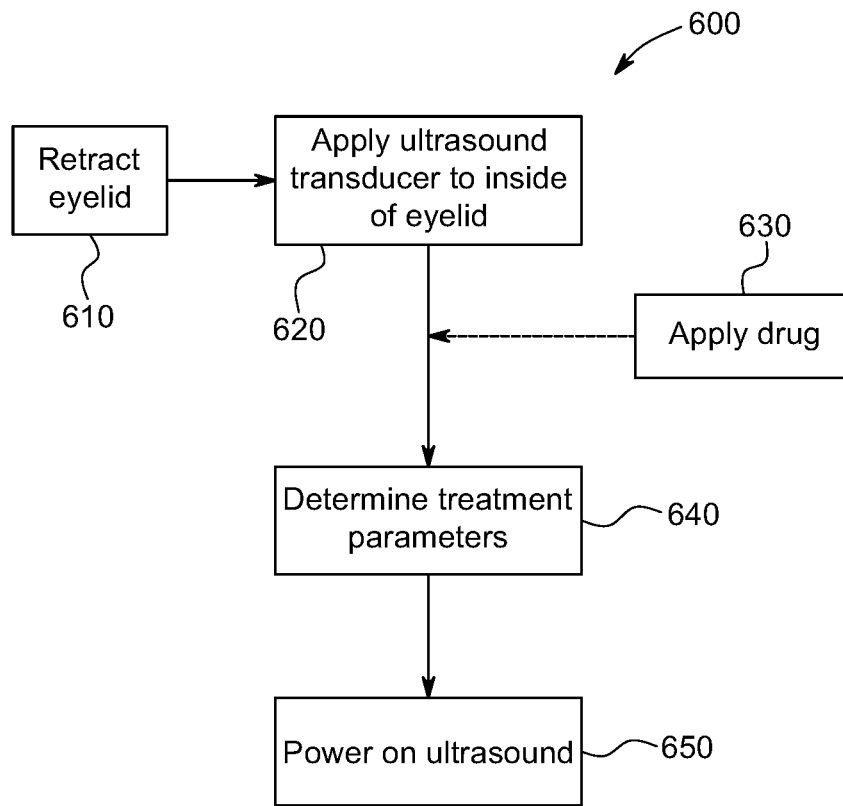 600
Retract
eyelid
610
Apply ultrasound
transducer to inside
of eyelid
620
630
Apply drug
Determine treatment
parameters
640
Power on ultrasound
650